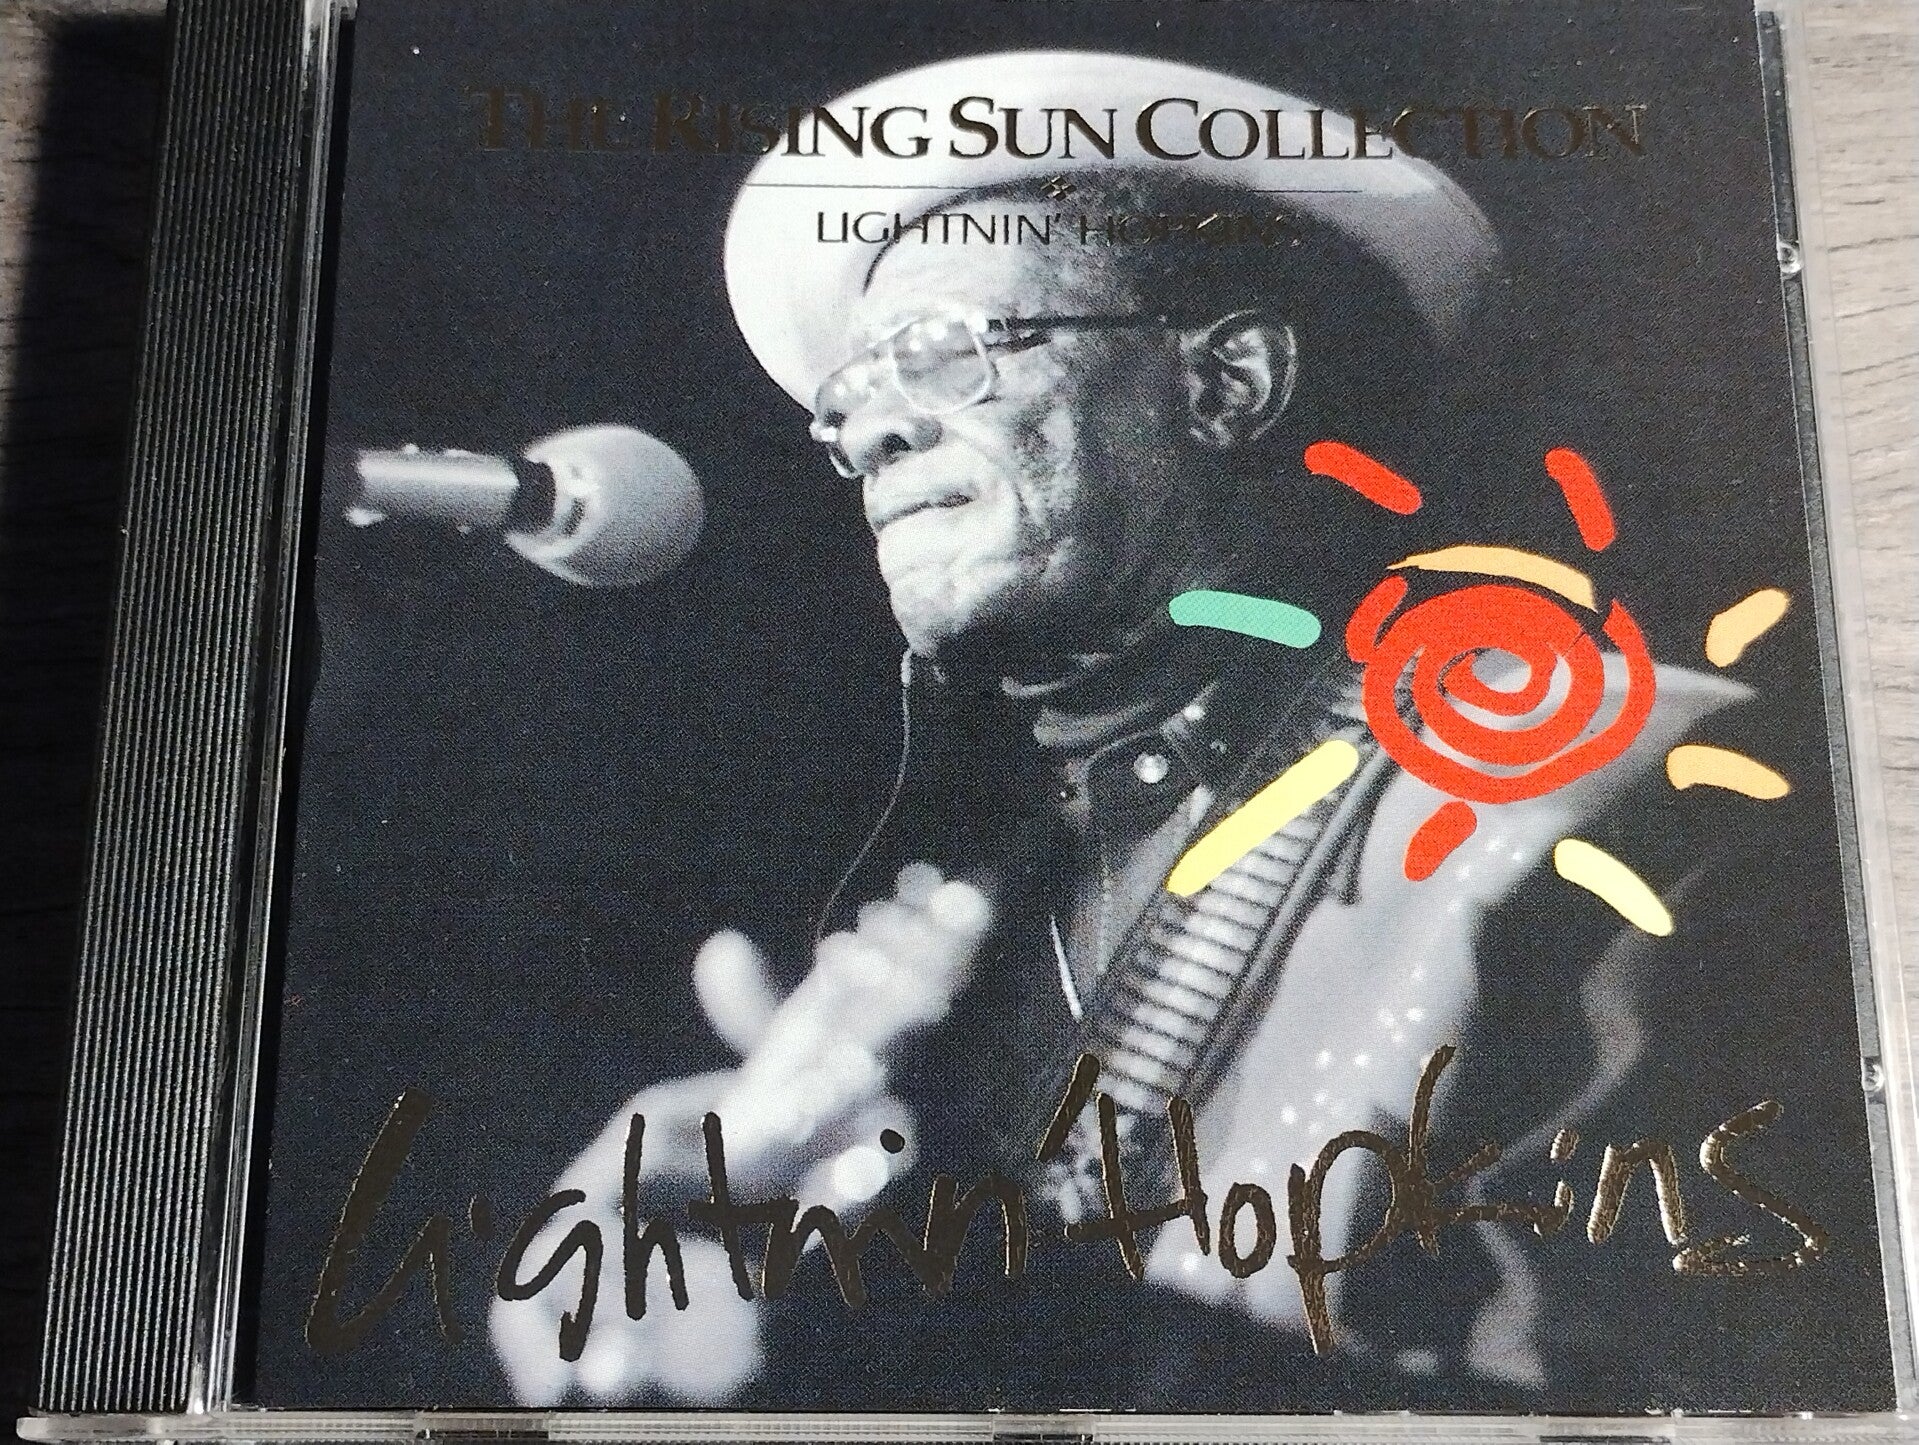 THE RISING SUN COLLECTION
LIGHTNIN' HOPKINS
Lightnin' Hopkins